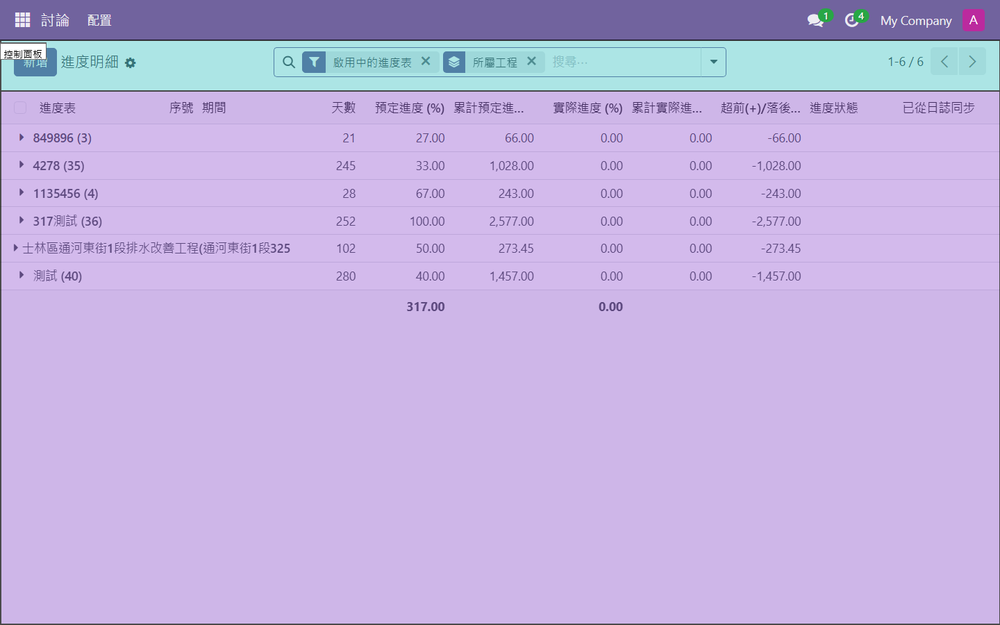 討論 配置 1 4 My Company A
控制面板
新增 進度明細 啟用中的進度表 所屬工程 搜尋... 1-6 / 6
進度表 序號 期間 天數 預定進度 (%) 累計預定進... 實際進度 (%) 累計實際進... 超前(+)/落後... 進度狀態 已從日誌同步
849896 (3) 21 27.00 66.00 0.00 0.00 -66.00
4278 (35) 245 33.00 1,028.00 0.00 0.00 -1,028.00
1135456 (4) 28 67.00 243.00 0.00 0.00 -243.00
317測試 (36) 252 100.00 2,577.00 0.00 0.00 -2,577.00
士林區通河東街1段排水改善工程(通河東街1段325 102 50.00 273.45 0.00 0.00 -273.45
測試 (40) 280 40.00 1,457.00 0.00 0.00 -1,457.00
317.00 0.00